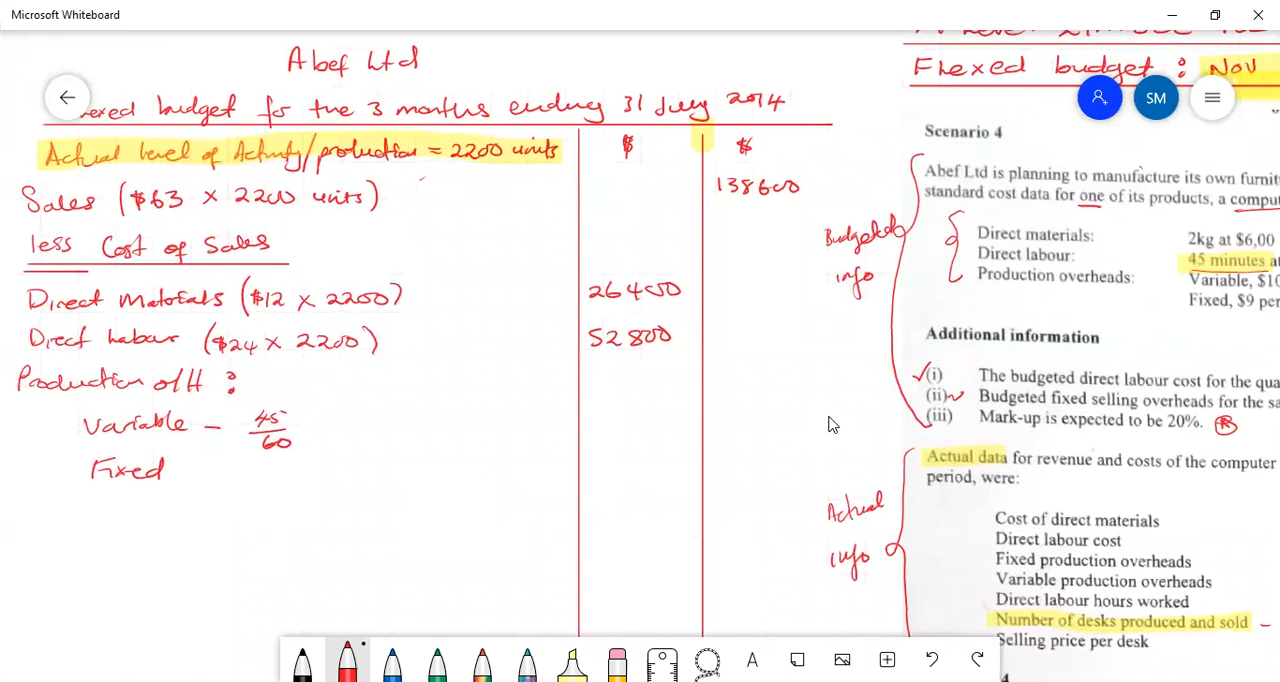 Microsoft Whiteboard
Abef Ltd
exed budget for the 3 months ending 31 July 2014
Actual level of Activity/production = 2200 units $ $
Sales ($63 x 2200 units) 138600
less Cost of Sales
Direct Materials ($12 x 2200) 26400
Direct Labour ($24 x 2200) 52800
Production o/H :
Variable - 45/60
Fixed
Flexed budget : Nov
SM
Scenario 4
Abef Ltd is planning to manufacture its own furnit
standard cost data for one of its products, a comput
Direct materials: 2kg at $6,00
Direct labour: 45 minutes at
Production overheads: Variable, $10
Fixed, $9 per
Budgeted info
Additional information
(i) The budgeted direct labour cost for the qua
(ii) Budgeted fixed selling overheads for the sa
(iii) Mark-up is expected to be 20%.
Actual data for revenue and costs of the computer
period, were:
Actual info
Cost of direct materials
Direct labour cost
Fixed production overheads
Variable production overheads
Direct labour hours worked
Number of desks produced and sold -
Selling price per desk
A
4